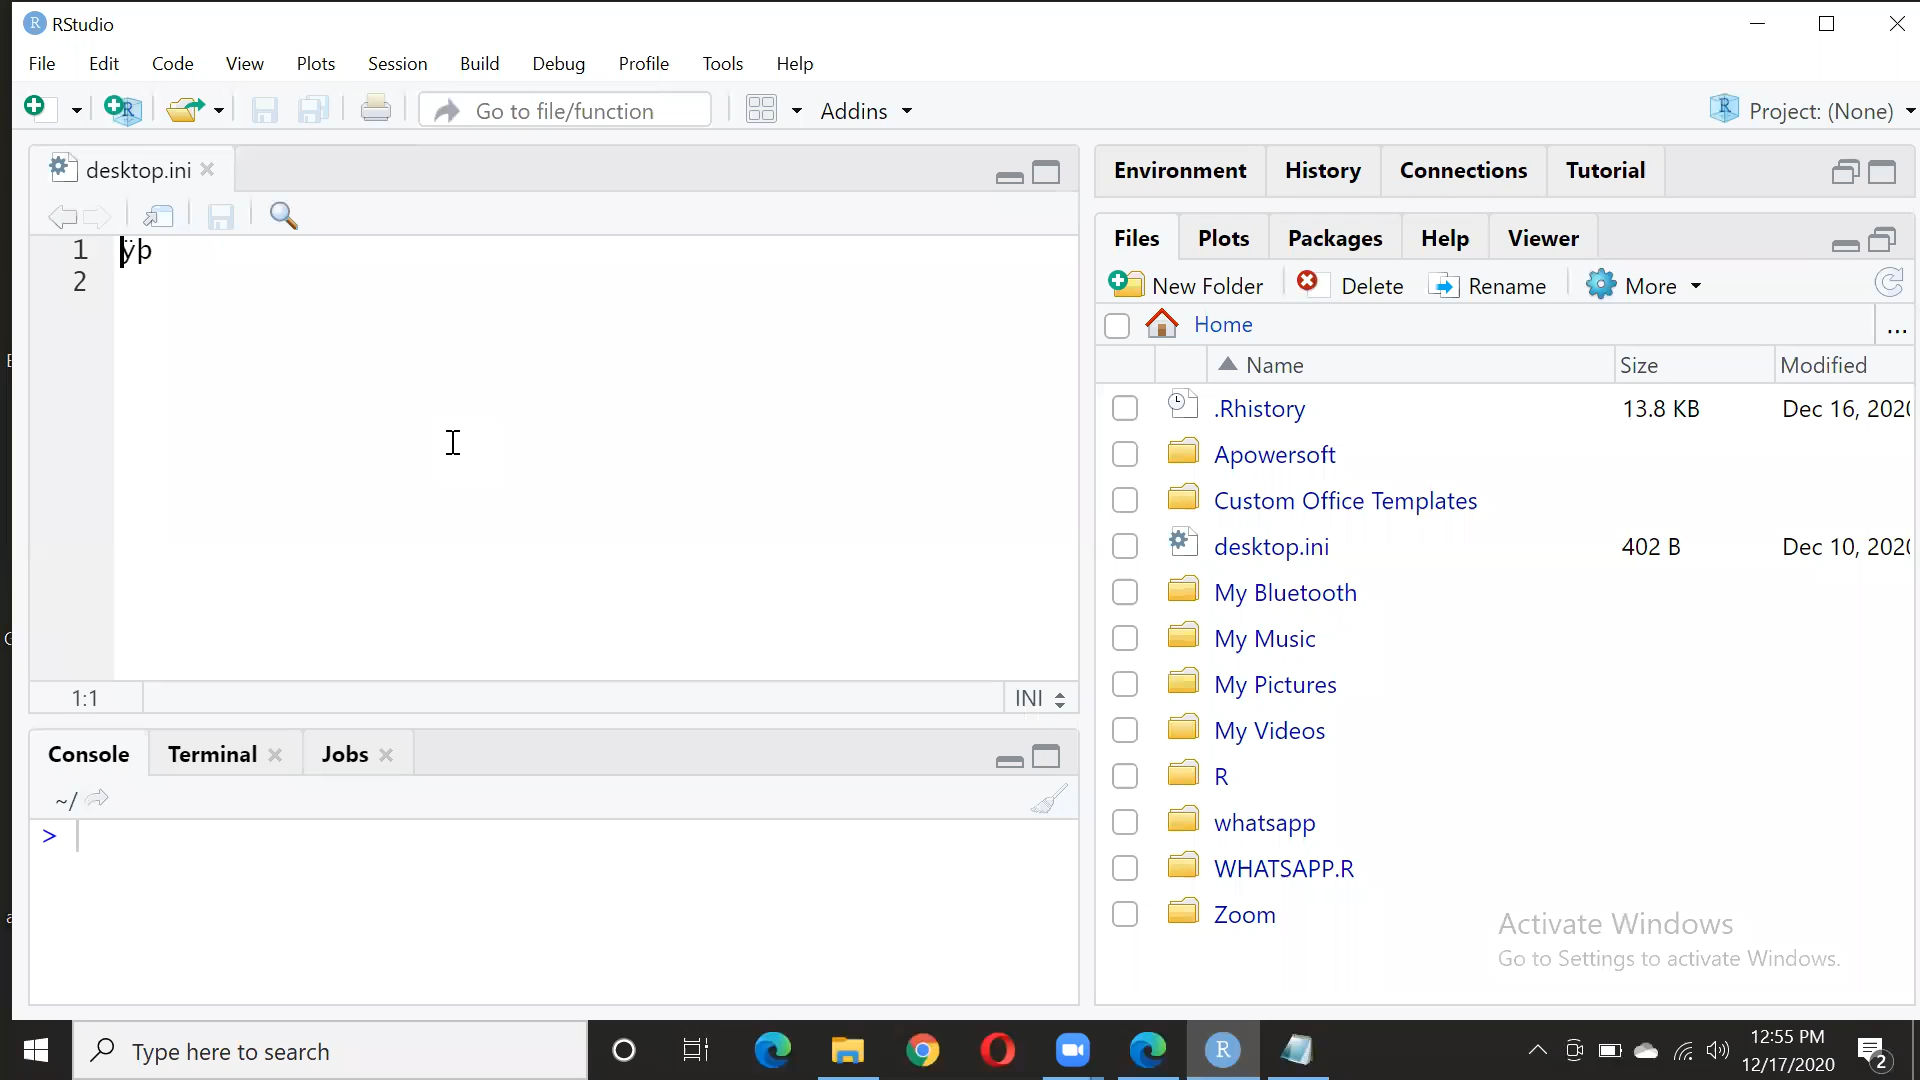 RStudio
File Edit Code View Plots Session Build Debug Profile Tools Help
Go to file/function Addins Project: (None)
desktop.ini
1 ÿþ
2
1:1 INI
Console Terminal Jobs
~/
>
Environment History Connections Tutorial
Files Plots Packages Help Viewer
New Folder Delete Rename More
Home ...
Name Size Modified
.Rhistory 13.8 KB Dec 16, 202
Apowersoft
Custom Office Templates
desktop.ini 402 B Dec 10, 202
My Bluetooth
My Music
My Pictures
My Videos
R
whatsapp
WHATSAPP.R
Zoom
Activate Windows
Go to Settings to activate Windows.
Type here to search
12:55 PM
12/17/2020
2